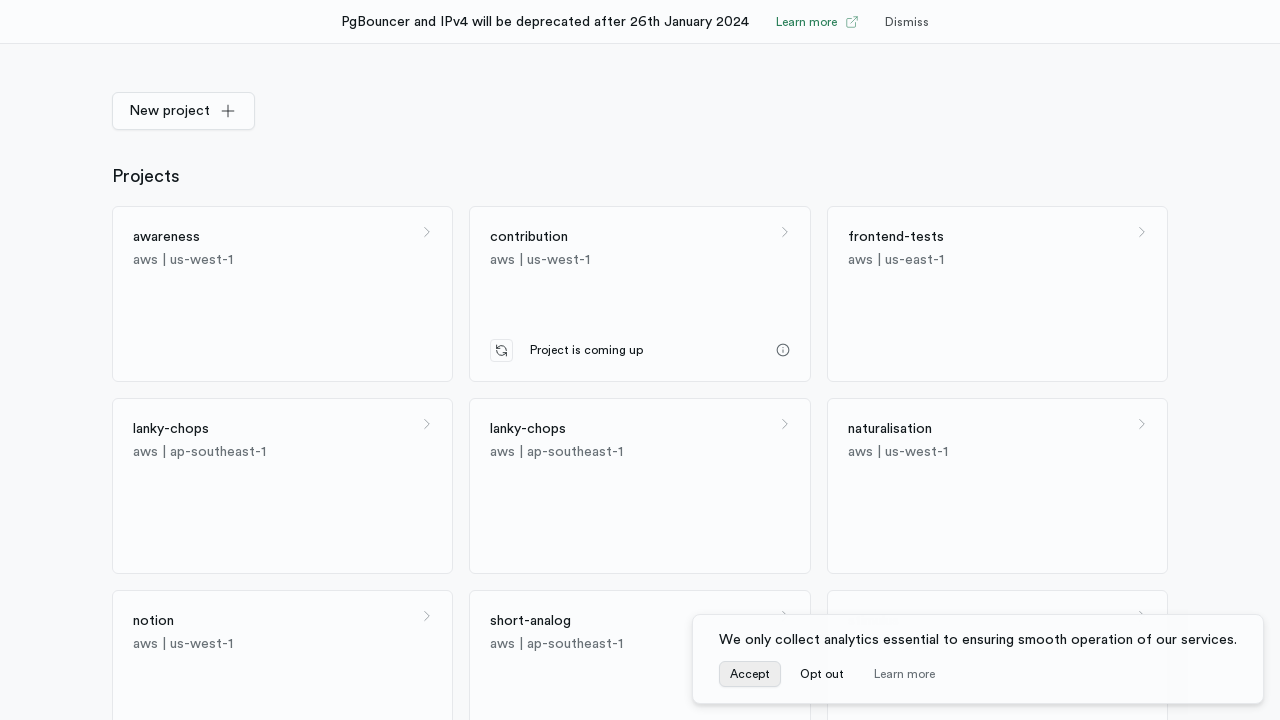 PgBouncer and IPv4 will be deprecated after 26th January 2024 Learn more Dismiss
New project
Projects
awareness
aws | us-west-1
contribution
aws | us-west-1
Project is coming up
frontend-tests
aws | us-east-1
lanky-chops
aws | ap-southeast-1
lanky-chops
aws | ap-southeast-1
naturalisation
aws | us-west-1
notion
aws | us-west-1
short-analog
aws | ap-southeast-1
We only collect analytics essential to ensuring smooth operation of our services.
Accept Opt out Learn more